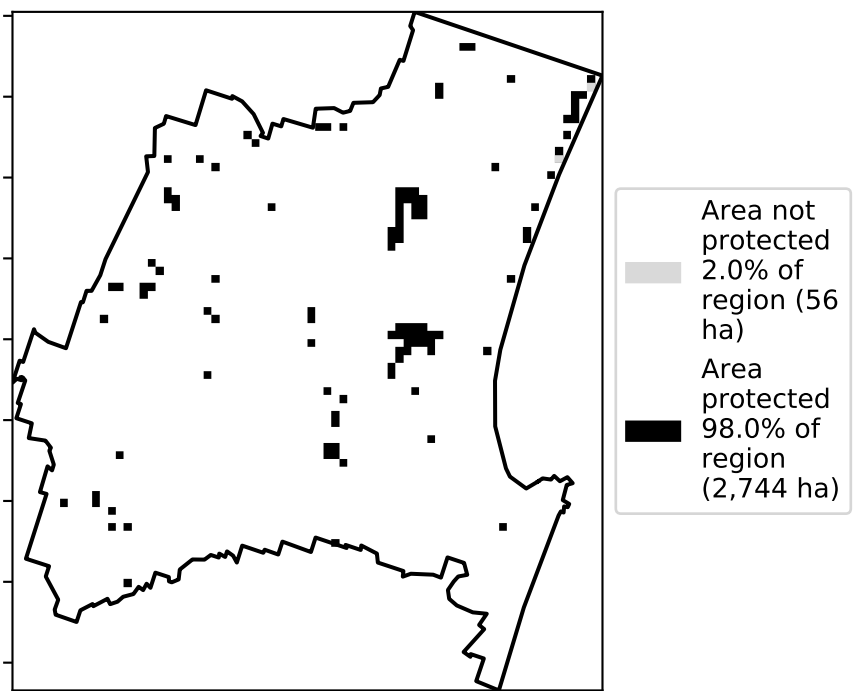 Area not
protected
2.0% of
region (56
ha)
Area
protected
98.0% of
region
(2,744 ha)